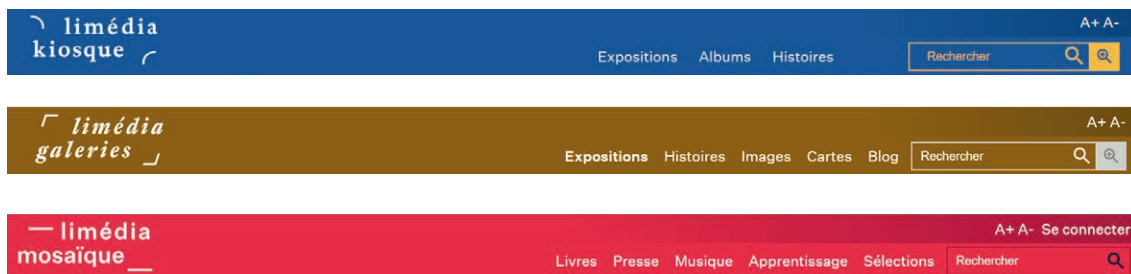 limédia
kiosque
A+ A-
Expositions Albums Histoires Rechercher
limédia
galeries
A+ A-
Expositions Histoires Images Cartes Blog Rechercher
limédia
mosaïque
A+ A- Se connecter
Livres Presse Musique Apprentissage Sélections Rechercher